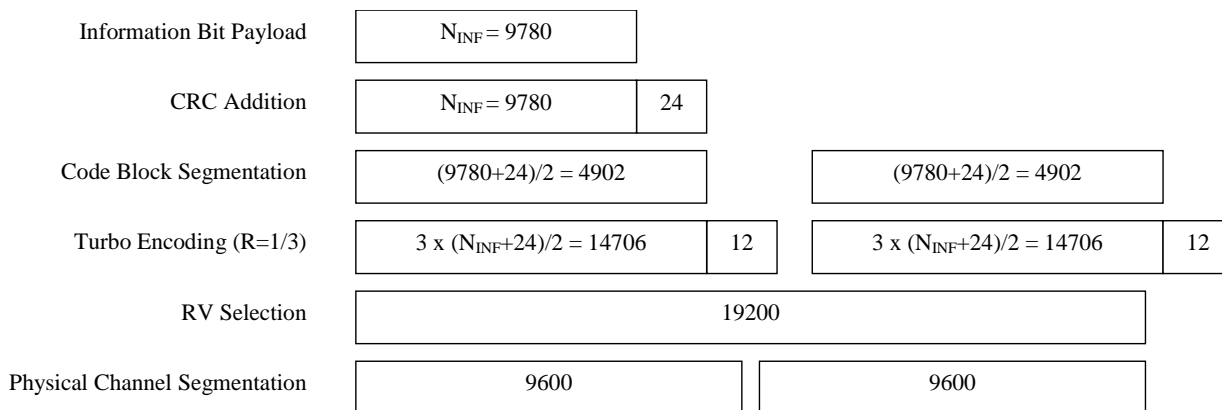 Information Bit Payload N_INF = 9780
CRC Addition N_INF = 9780 24
Code Block Segmentation (9780+24)/2 = 4902 (9780+24)/2 = 4902
Turbo Encoding (R=1/3) 3 x (N_INF+24)/2 = 14706 12 3 x (N_INF+24)/2 = 14706 12
RV Selection 19200
Physical Channel Segmentation 9600 9600